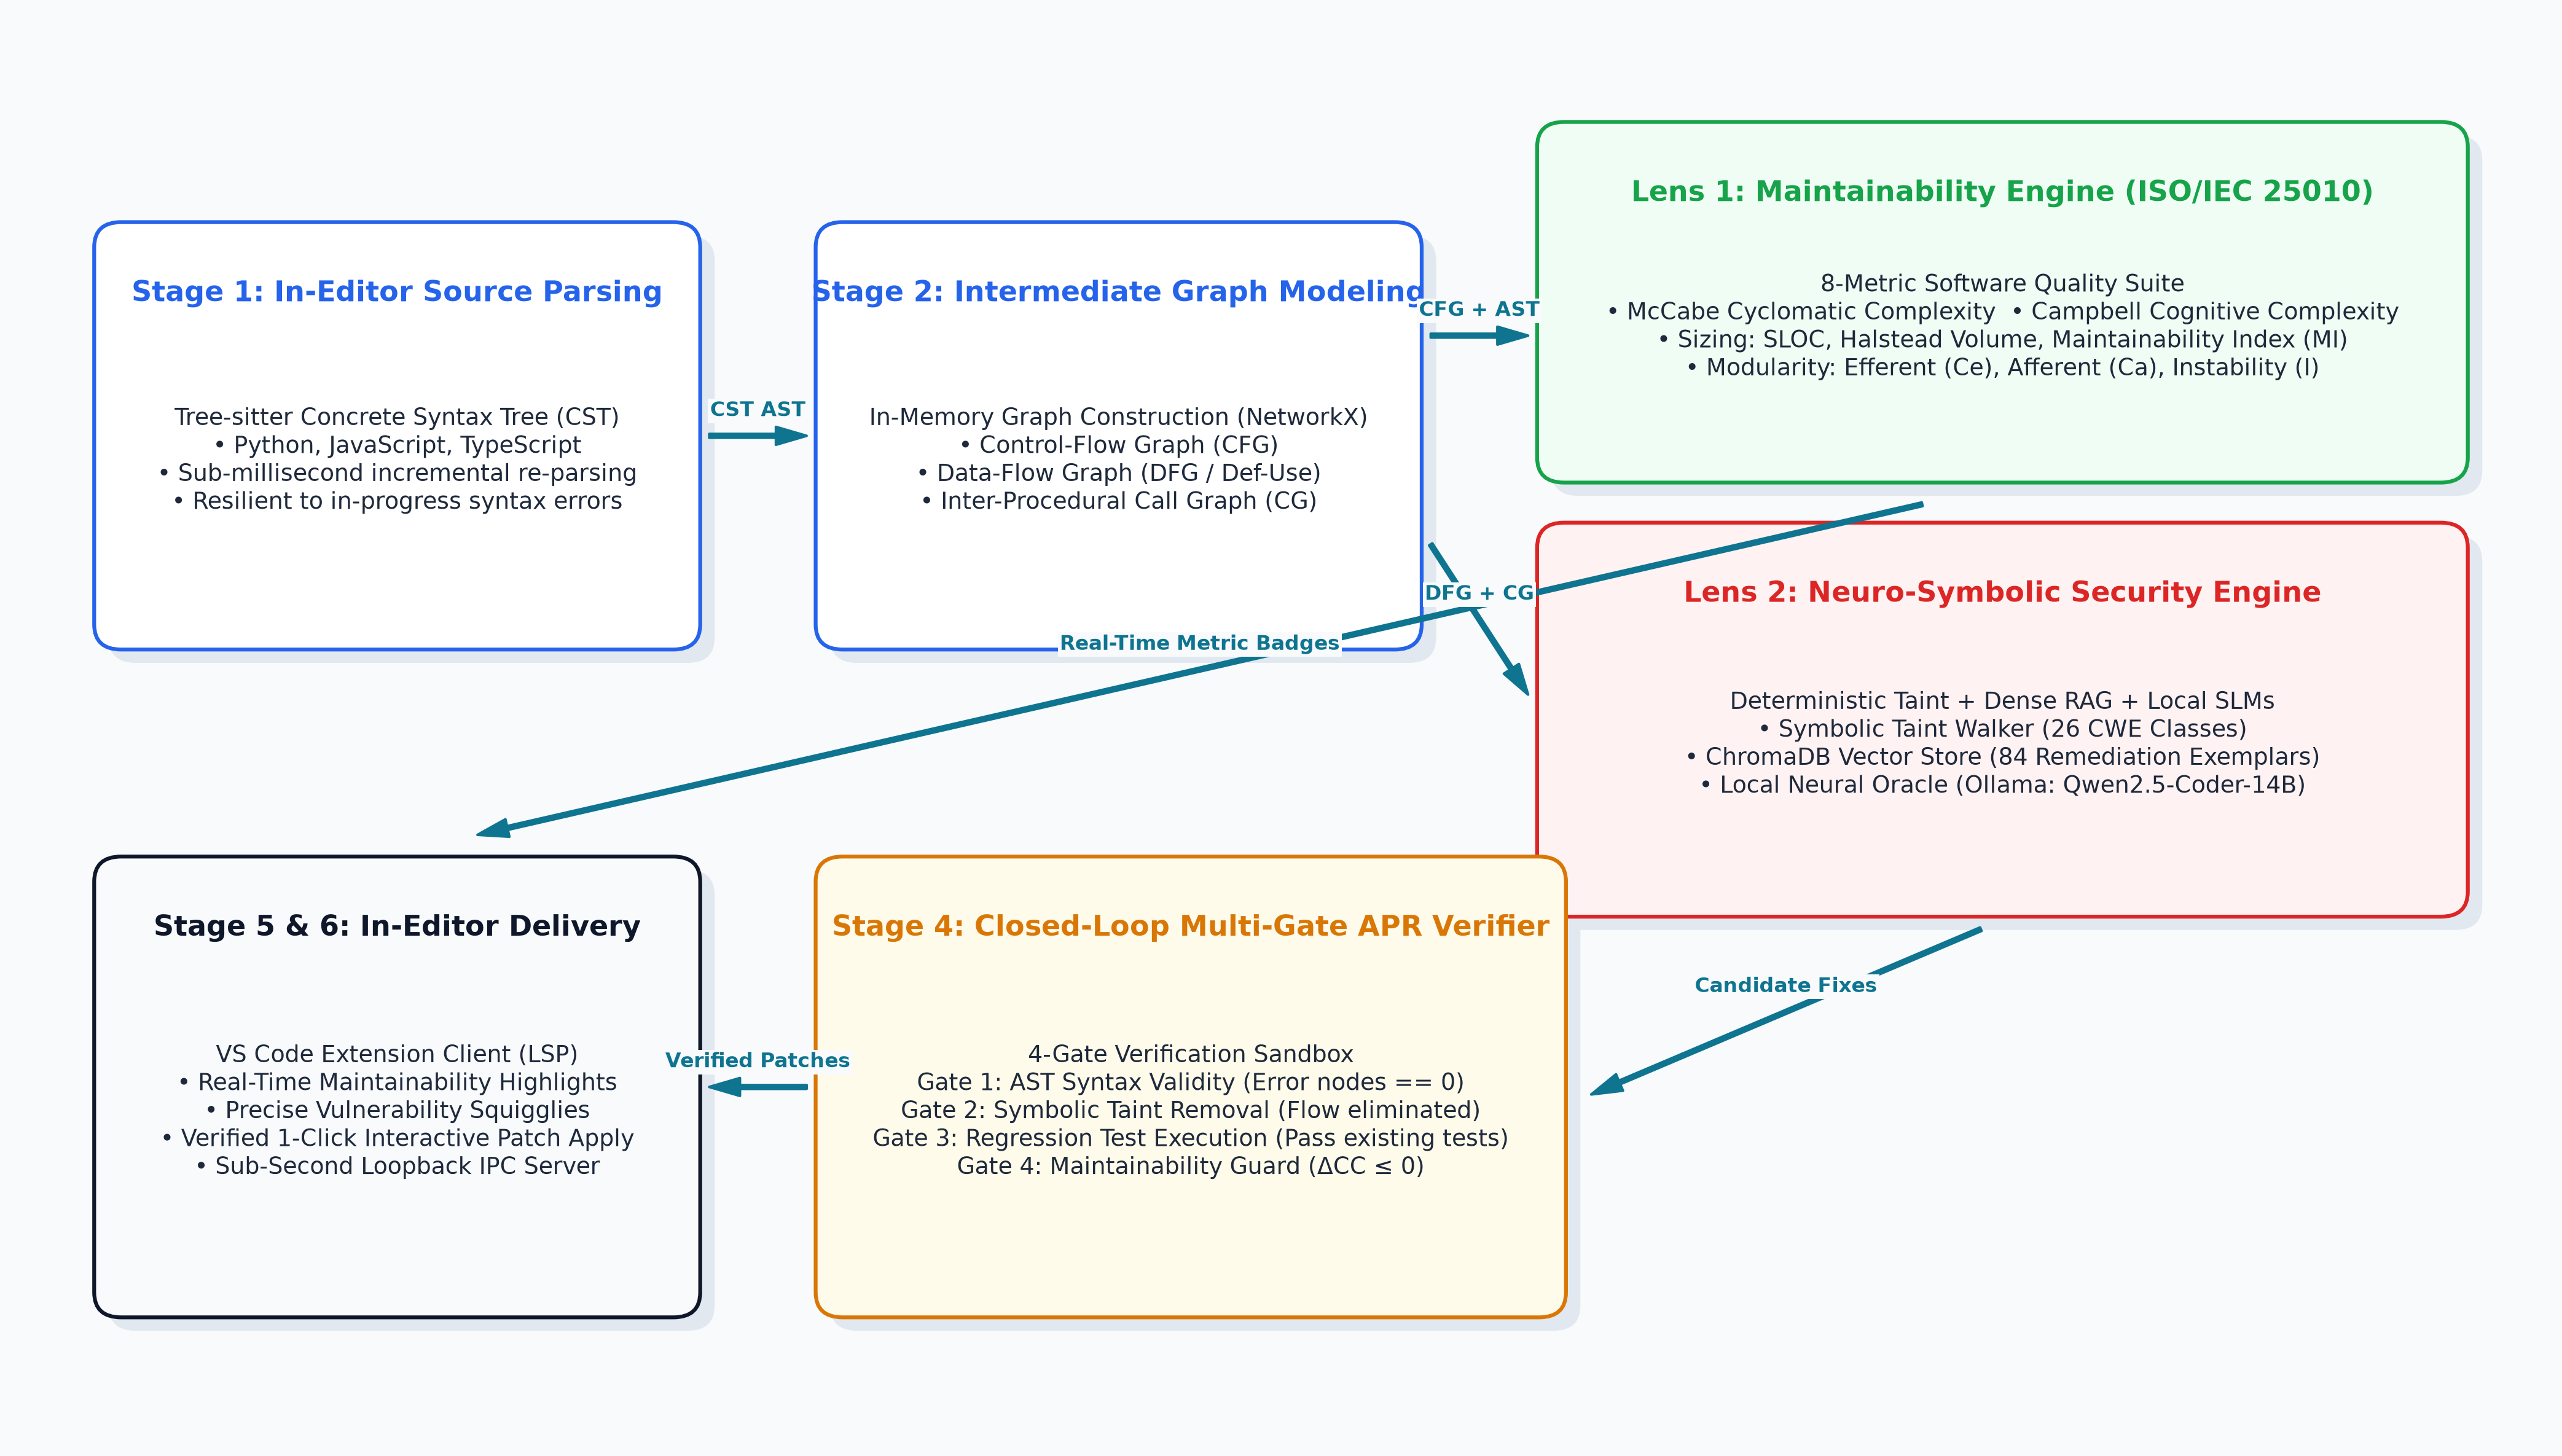 Stage 1: In-Editor Source Parsing
Tree-sitter Concrete Syntax Tree (CST)
• Python, JavaScript, TypeScript
• Sub-millisecond incremental re-parsing
• Resilient to in-progress syntax errors
CST AST
Stage 2: Intermediate Graph Modeling
In-Memory Graph Construction (NetworkX)
• Control-Flow Graph (CFG)
• Data-Flow Graph (DFG / Def-Use)
• Inter-Procedural Call Graph (CG)
CFG + AST
Lens 1: Maintainability Engine (ISO/IEC 25010)
8-Metric Software Quality Suite
• McCabe Cyclomatic Complexity • Campbell Cognitive Complexity
• Sizing: SLOC, Halstead Volume, Maintainability Index (MI)
• Modularity: Efferent (Ce), Afferent (Ca), Instability (I)
DFG + CG
Real-Time Metric Badges
Lens 2: Neuro-Symbolic Security Engine
Deterministic Taint + Dense RAG + Local SLMs
• Symbolic Taint Walker (26 CWE Classes)
• ChromaDB Vector Store (84 Remediation Exemplars)
• Local Neural Oracle (Ollama: Qwen2.5-Coder-14B)
Candidate Fixes
Stage 4: Closed-Loop Multi-Gate APR Verifier
4-Gate Verification Sandbox
Gate 1: AST Syntax Validity (Error nodes == 0)
Gate 2: Symbolic Taint Removal (Flow eliminated)
Gate 3: Regression Test Execution (Pass existing tests)
Gate 4: Maintainability Guard (ΔCC ≤ 0)
Verified Patches
Stage 5 & 6: In-Editor Delivery
VS Code Extension Client (LSP)
• Real-Time Maintainability Highlights
• Precise Vulnerability Squigglies
• Verified 1-Click Interactive Patch Apply
• Sub-Second Loopback IPC Server